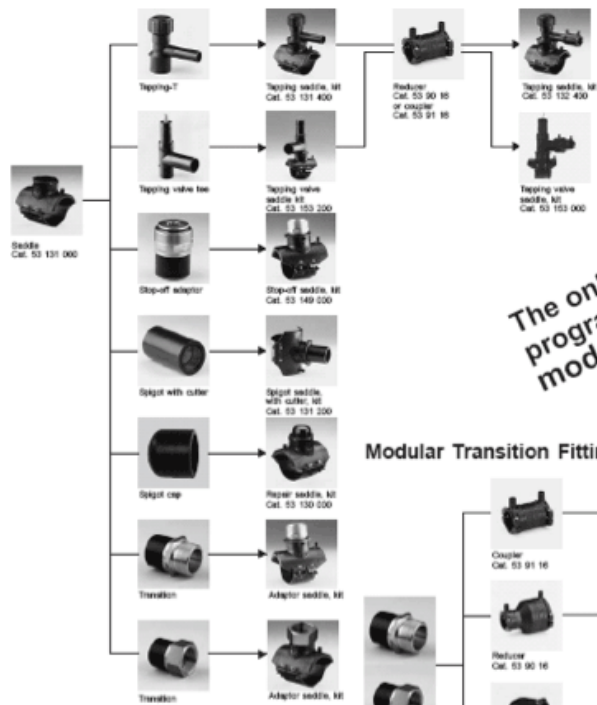 Tapping-T
Tapping saddle, kit
Cat. 53 131 400
Reducer
Cat. 53 90 16
or coupler
Cat. 53 91 16
Tapping saddle, kit
Cat. 53 132 400
Tapping valve tee
Tapping valve
saddle kit
Cat. 53 153 200
Tapping valve
saddle, kit
Cat. 53 153 000
Saddle
Cat. 53 131 000
Stop-off adaptor
Stop-off saddle, kit
Cat. 53 149 000
The onl
progra
mod
Spigot with cutter
Spigot saddle,
with cutter, kit
Cat. 53 131 200
Spigot cap
Repair saddle, kit
Cat. 53 130 000
Modular Transition Fittin
Coupler
Cat. 53 91 16
Transition
Adaptor saddle, kit
Reducer
Cat. 53 90 16
Transition
Adaptor saddle, kit